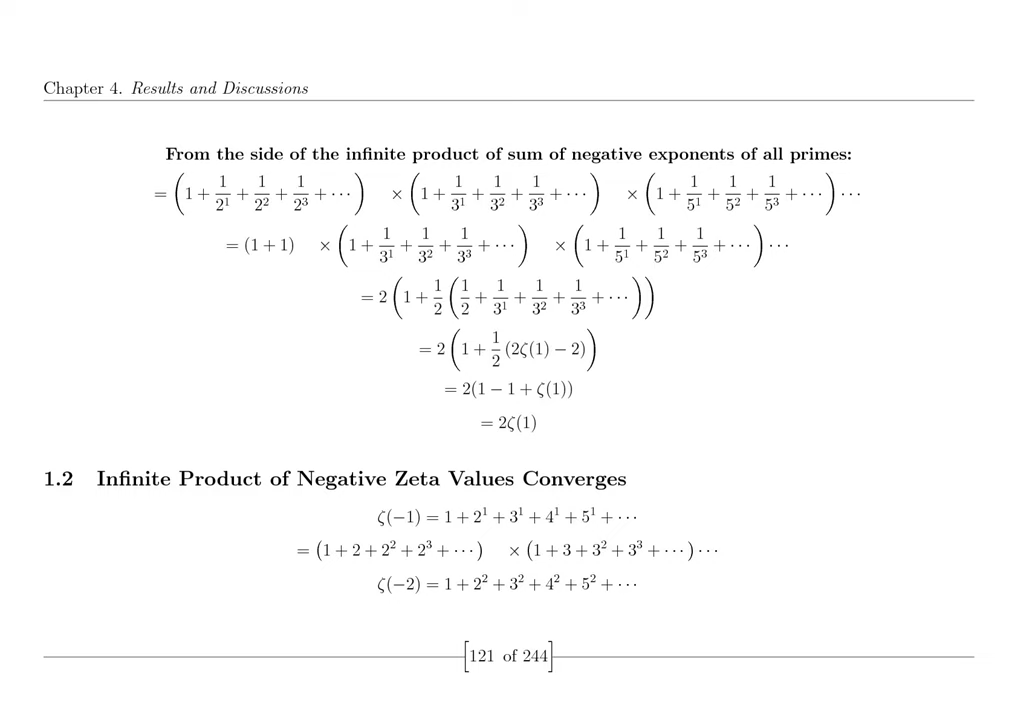 Chapter 4. Results and Discussions
From the side of the infinite product of sum of negative exponents of all primes:
= (1 + 1/2^1 + 1/2^2 + 1/2^3 + ⋯) × (1 + 1/3^1 + 1/3^2 + 1/3^3 + ⋯) × (1 + 1/5^1 + 1/5^2 + 1/5^3 + ⋯) ⋯
= (1 + 1) × (1 + 1/3^1 + 1/3^2 + 1/3^3 + ⋯) × (1 + 1/5^1 + 1/5^2 + 1/5^3 + ⋯) ⋯
= 2 (1 + 1/2 (1/2 + 1/3^1 + 1/3^2 + 1/3^3 + ⋯))
= 2 (1 + 1/2 (2ζ(1) − 2))
= 2(1 − 1 + ζ(1))
= 2ζ(1)
1.2 Infinite Product of Negative Zeta Values Converges
ζ(−1) = 1 + 2^1 + 3^1 + 4^1 + 5^1 + ⋯
= (1 + 2 + 2^2 + 2^3 + ⋯) × (1 + 3 + 3^2 + 3^3 + ⋯) ⋯
ζ(−2) = 1 + 2^2 + 3^2 + 4^2 + 5^2 + ⋯
[121 of 244]